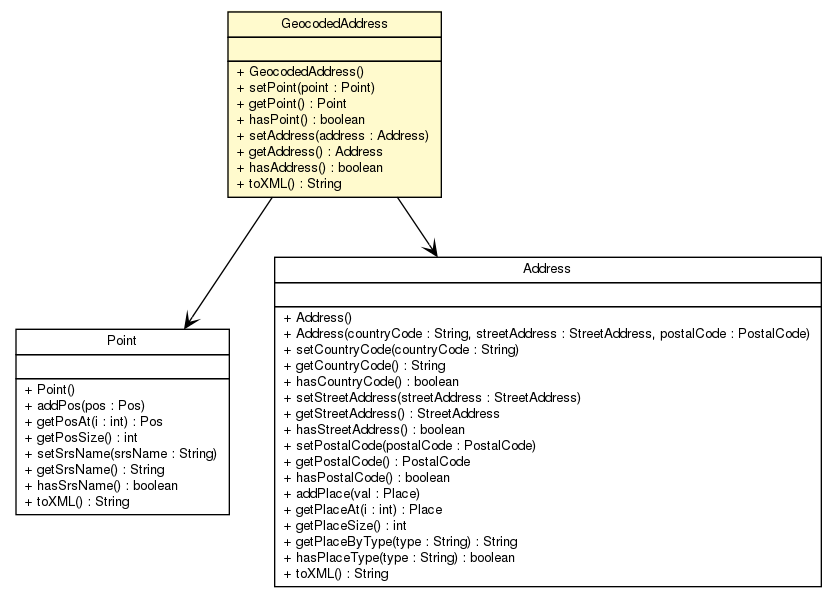 GeocodedAddress
+ GeocodedAddress()
+ setPoint(point : Point)
+ getPoint() : Point
+ hasPoint() : boolean
+ setAddress(address : Address)
+ getAddress() : Address
+ hasAddress() : boolean
+ toXML() : String
Point
+ Point()
+ addPos(pos : Pos)
+ getPosAt(i : int) : Pos
+ getPosSize() : int
+ setSrsName(srsName : String)
+ getSrsName() : String
+ hasSrsName() : boolean
+ toXML() : String
Address
+ Address()
+ Address(countryCode : String, streetAddress : StreetAddress, postalCode : PostalCode)
+ setCountryCode(countryCode : String)
+ getCountryCode() : String
+ hasCountryCode() : boolean
+ setStreetAddress(streetAddress : StreetAddress)
+ getStreetAddress() : StreetAddress
+ hasStreetAddress() : boolean
+ setPostalCode(postalCode : PostalCode)
+ getPostalCode() : PostalCode
+ hasPostalCode() : boolean
+ addPlace(val : Place)
+ getPlaceAt(i : int) : Place
+ getPlaceSize() : int
+ getPlaceByType(type : String) : String
+ hasPlaceType(type : String) : boolean
+ toXML() : String